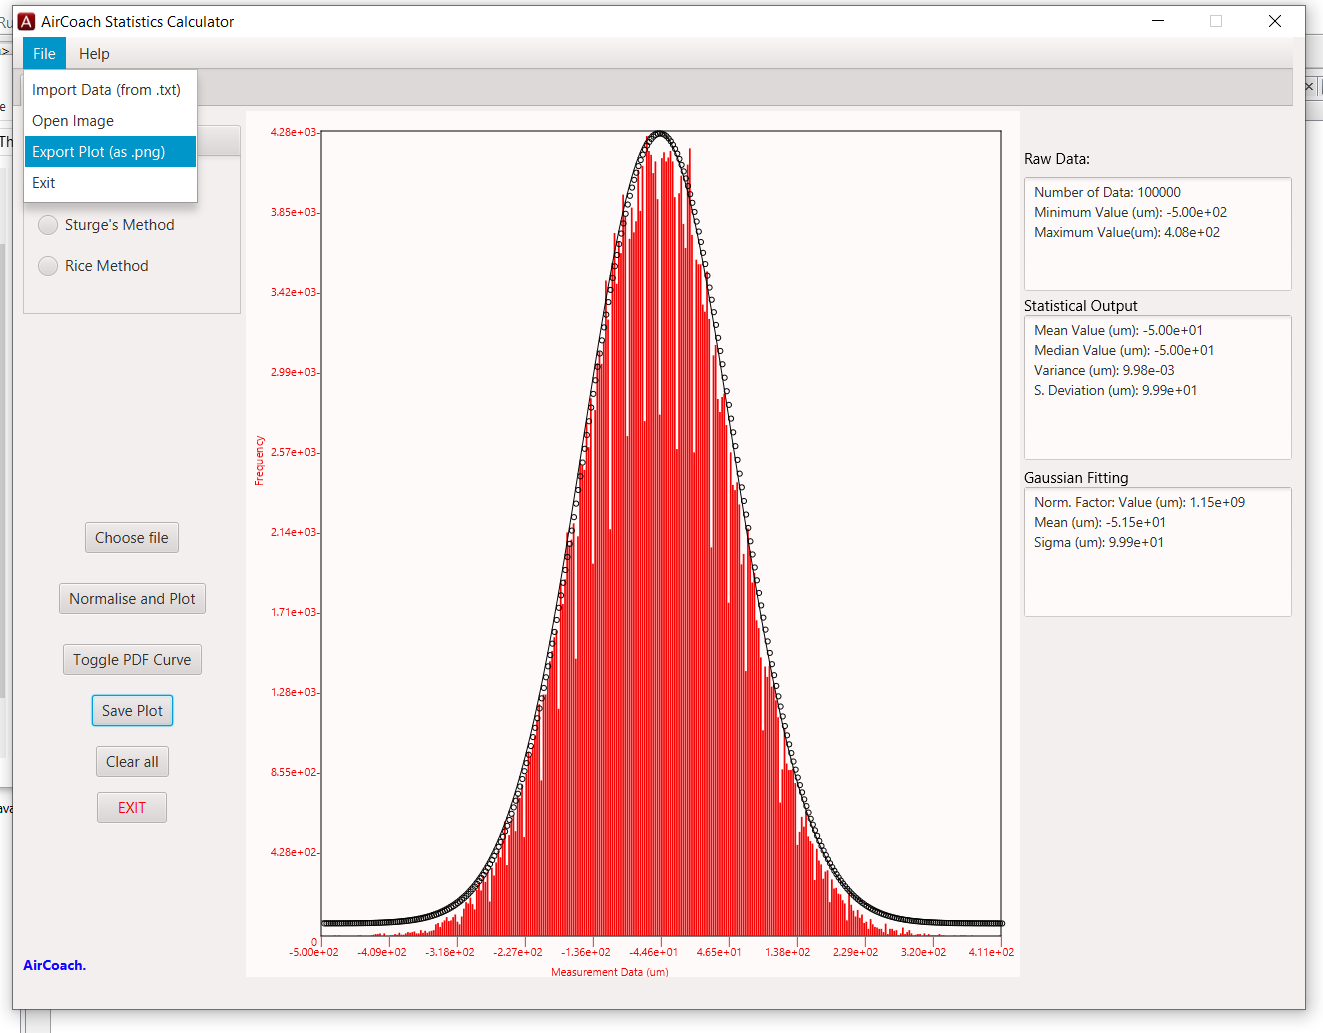 Ru
AirCoach Statistics Calculator
File Help
Import Data (from .txt)
Open Image
Export Plot (as .png)
Exit
Th
Sturge's Method
Rice Method
Choose file
Normalise and Plot
Toggle PDF Curve
Save Plot
Clear all
EXIT
AirCoach.
4.28e+03
3.85e+03
3.42e+03
2.99e+03
2.57e+03
2.14e+03
1.71e+03
1.28e+03
8.55e+02
4.28e+02
0
Frequency
-5.00e+02 -4.09e+02 -3.18e+02 -2.27e+02 -1.36e+02 -4.46e+01 4.65e+01 1.38e+02 2.29e+02 3.20e+02 4.11e+02
Measurement Data (um)
Raw Data:
Number of Data: 100000
Minimum Value (um): -5.00e+02
Maximum Value(um): 4.08e+02
Statistical Output
Mean Value (um): -5.00e+01
Median Value (um): -5.00e+01
Variance (um): 9.98e-03
S. Deviation (um): 9.99e+01
Gaussian Fitting
Norm. Factor: Value (um): 1.15e+09
Mean (um): -5.15e+01
Sigma (um): 9.99e+01